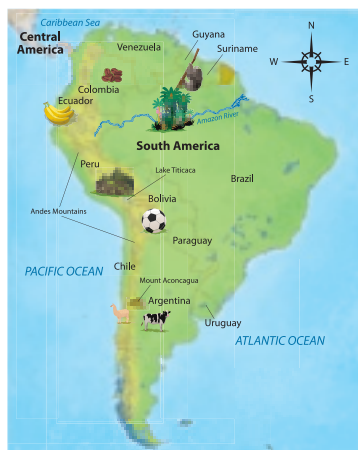 Caribbean Sea
Central
America
Venezuela
Guyana
Suriname
N
W
E
S
Colombia
Ecuador
Amazon River
South America
Peru
Lake Titicaca
Brazil
Bolivia
Andes Mountains
Paraguay
Chile
PACIFIC OCEAN
Mount Aconcagua
Argentina
Uruguay
ATLANTIC OCEAN